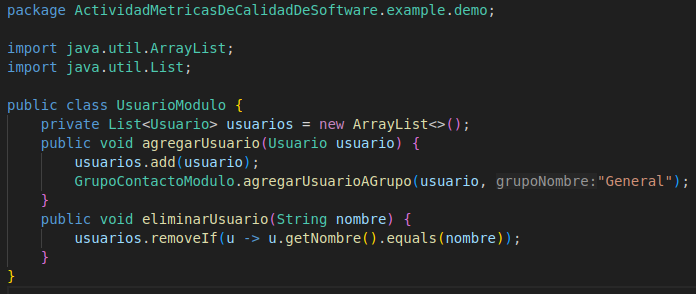 package ActividadMetricasDeCalidadDeSoftware.example.demo;
import java.util.ArrayList;
import java.util.List;
public class UsuarioModulo {
private List<Usuario> usuarios = new ArrayList<>();
public void agregarUsuario(Usuario usuario) {
usuarios.add(usuario);
GrupoContactoModulo.agregarUsuarioAGrupo(usuario, grupoNombre:"General");
}
public void eliminarUsuario(String nombre) {
usuarios.removeIf(u -> u.getNombre().equals(nombre));
}
}